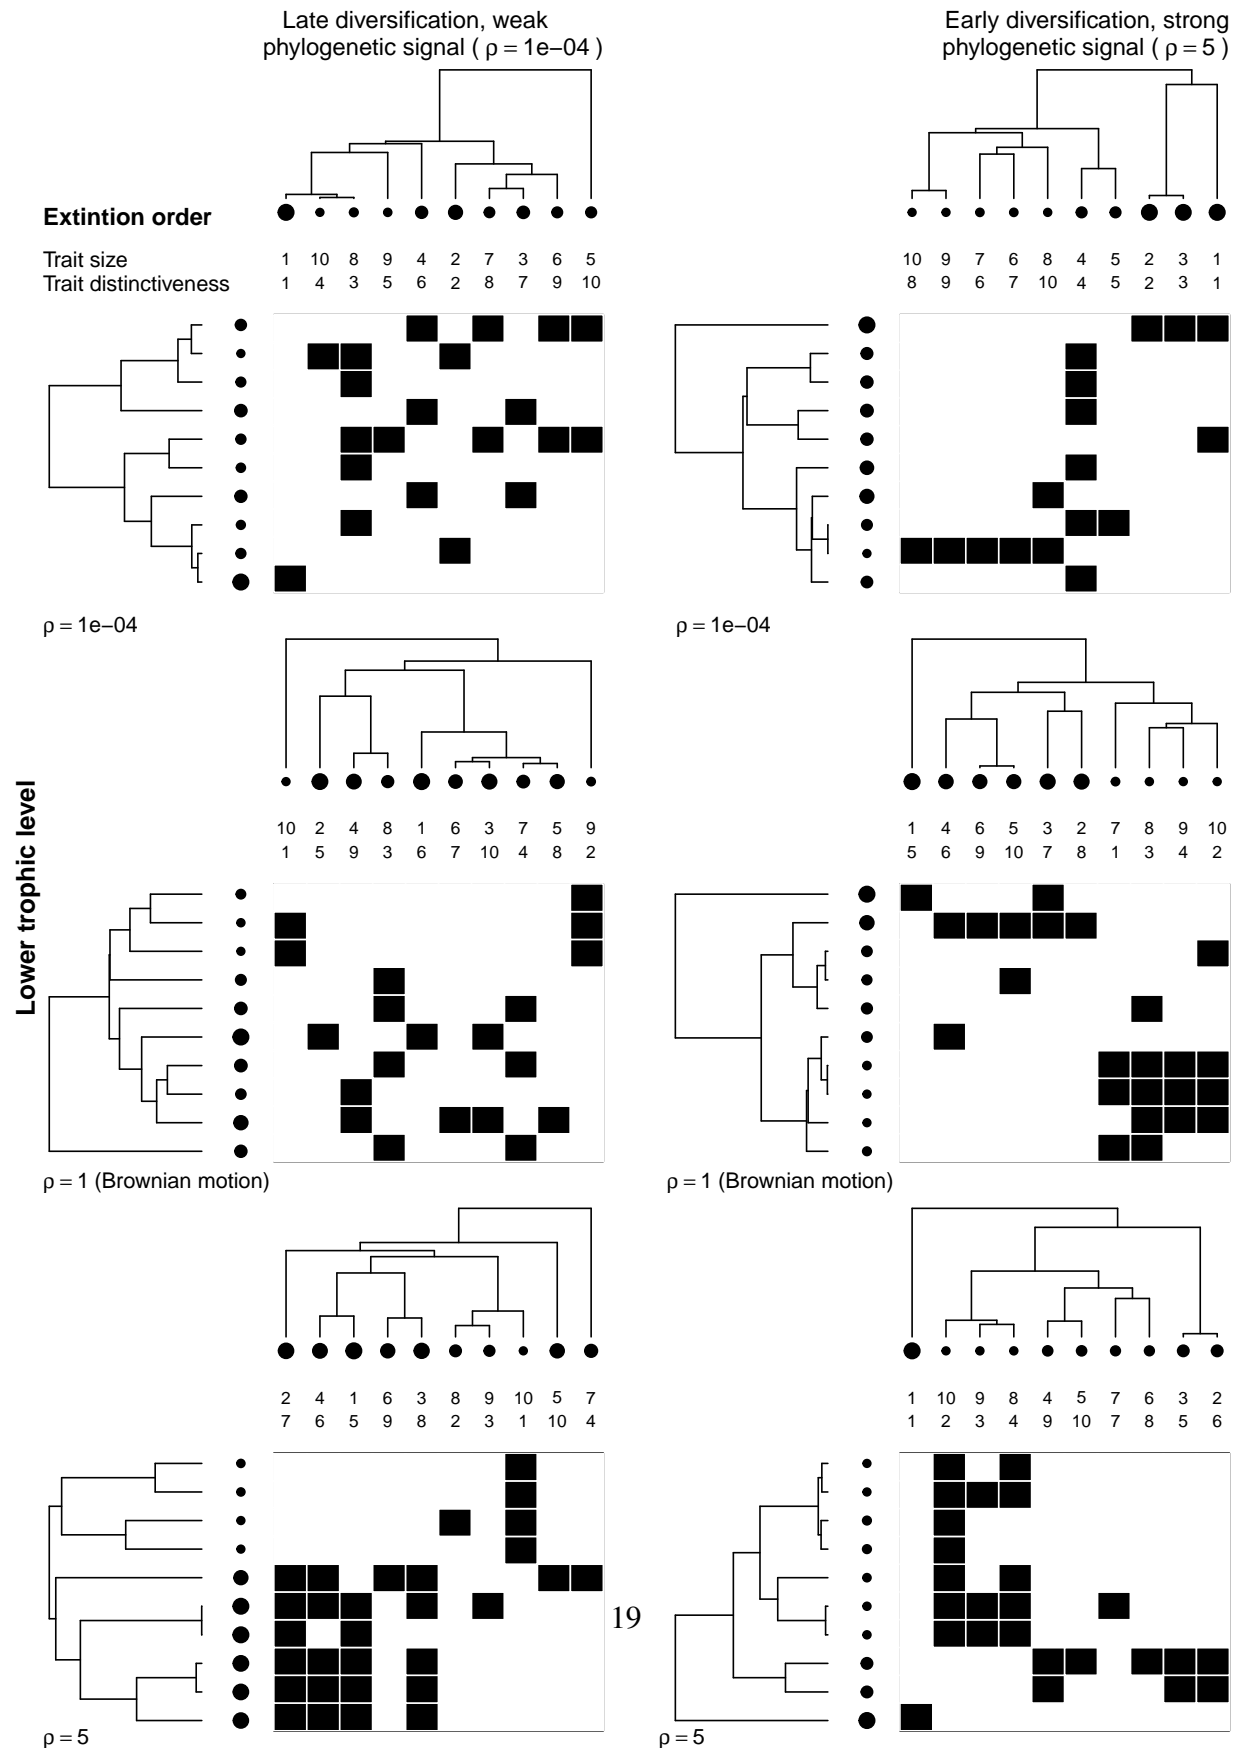 Late diversification, weak
phylogenetic signal ( ρ = 1e−04 )
Early diversification, strong
phylogenetic signal ( ρ = 5 )
Extintion order
Trait size
Trait distinctiveness
1 10 8 9 4 2 7 3 6 5
1 4 3 5 6 2 8 7 9 10
10 9 7 6 8 4 5 2 3 1
8 9 6 7 10 4 5 2 3 1
ρ = 1e−04
ρ = 1e−04
Lower trophic level
10 2 4 8 1 6 3 7 5 9
1 5 9 3 6 7 10 4 8 2
1 4 6 5 3 2 7 8 9 10
5 6 9 10 7 8 1 3 4 2
ρ = 1 (Brownian motion)
ρ = 1 (Brownian motion)
2 4 1 6 3 8 9 10 5 7
7 6 5 9 8 2 3 1 10 4
1 10 9 8 4 5 7 6 3 2
1 2 3 4 9 10 7 8 5 6
19
ρ = 5
ρ = 5